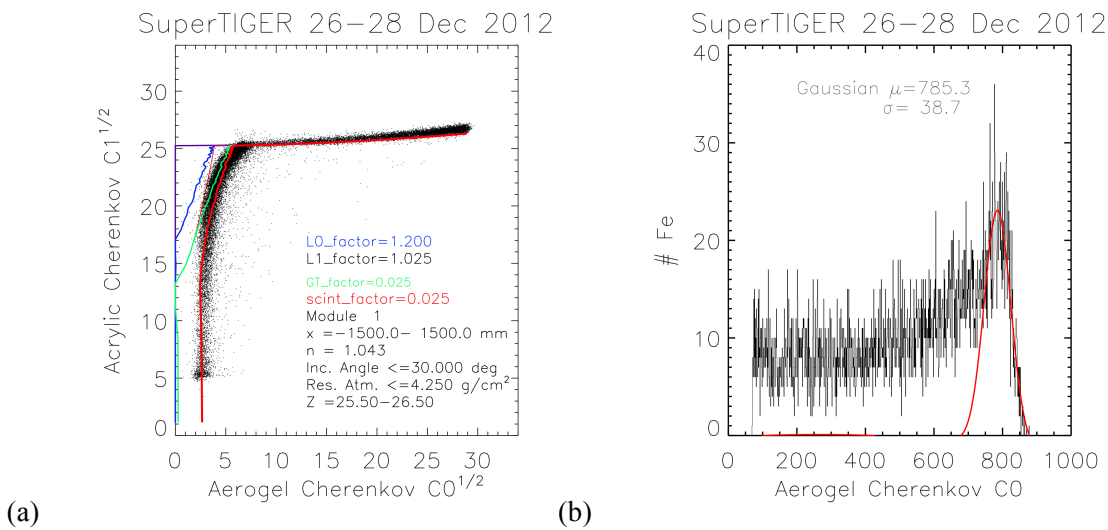 SuperTIGER 26-28 Dec 2012
Acrylic Cherenkov C1^1/2
30
25
20
15
10
5
0
L0_factor=1.200
L1_factor=1.025
GT_factor=0.025
scint_factor=0.025
Module 1
x =-1500.0- 1500.0 mm
n = 1.043
Inc. Angle <=30.000 deg
Res. Atm. <=4.250 g/cm^2
Z =25.50-26.50
0 5 10 15 20 25 30
Aerogel Cherenkov C0^1/2
(a)
SuperTIGER 26-28 Dec 2012
# Fe
40
30
20
10
0
Gaussian μ=785.3
σ= 38.7
0 200 400 600 800 1000
Aerogel Cherenkov C0
(b)